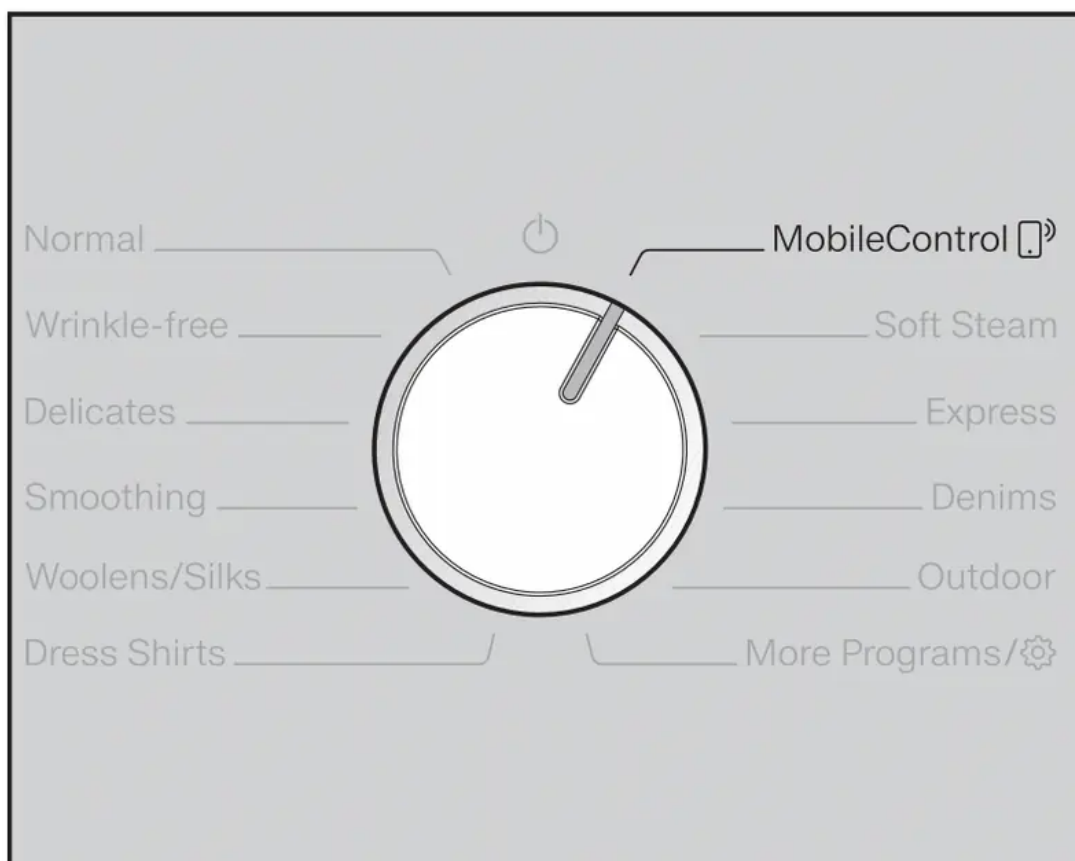 Normal
MobileControl
Wrinkle-free
Soft Steam
Delicates
Express
Smoothing
Denims
Woolens/Silks
Outdoor
Dress Shirts
More Programs/